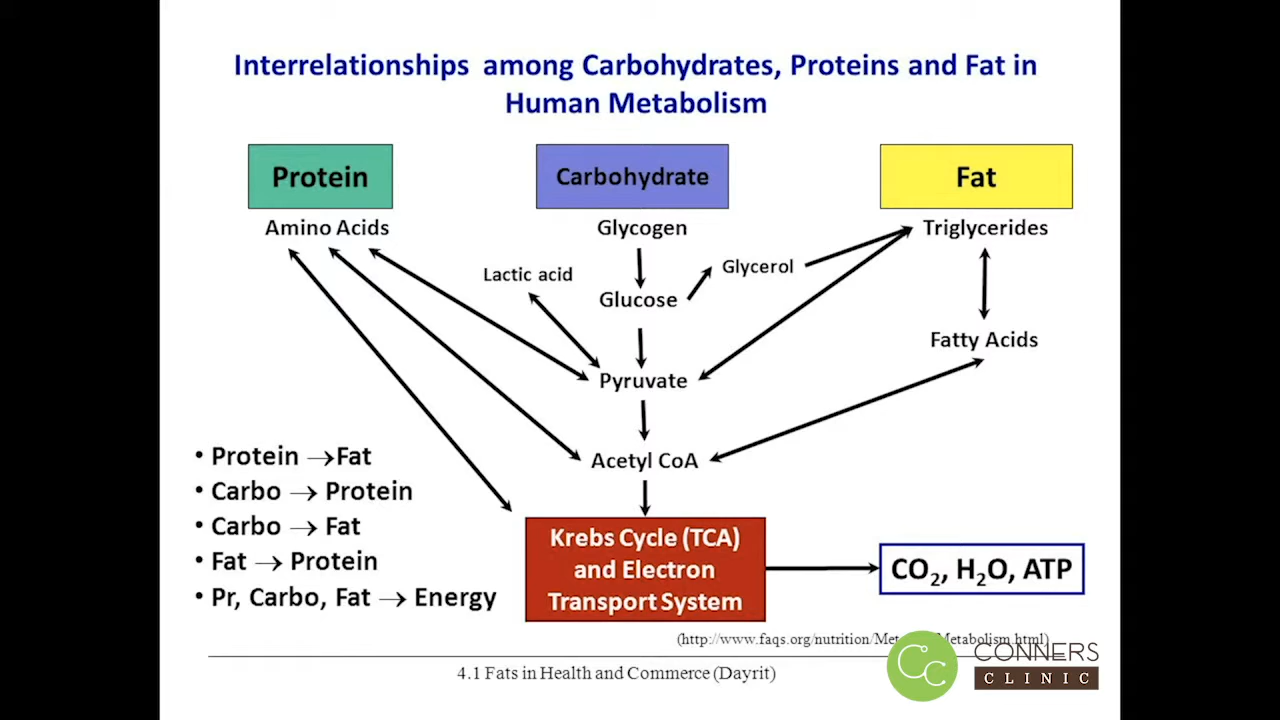 Interrelationships among Carbohydrates, Proteins and Fat in
Human Metabolism
Protein
Carbohydrate
Fat
Amino Acids
Glycogen
Triglycerides
Lactic acid
Glycerol
Glucose
Fatty Acids
Pyruvate
Acetyl CoA
• Protein →Fat
• Carbo → Protein
• Carbo → Fat
• Fat → Protein
• Pr, Carbo, Fat → Energy
Krebs Cycle (TCA)
and Electron
Transport System
CO₂, H₂O, ATP
(http://www.faqs.org/nutrition/Met Metabolism.html)
4.1 Fats in Health and Commerce (Dayrit)
CC
CONNERS
CLINIC